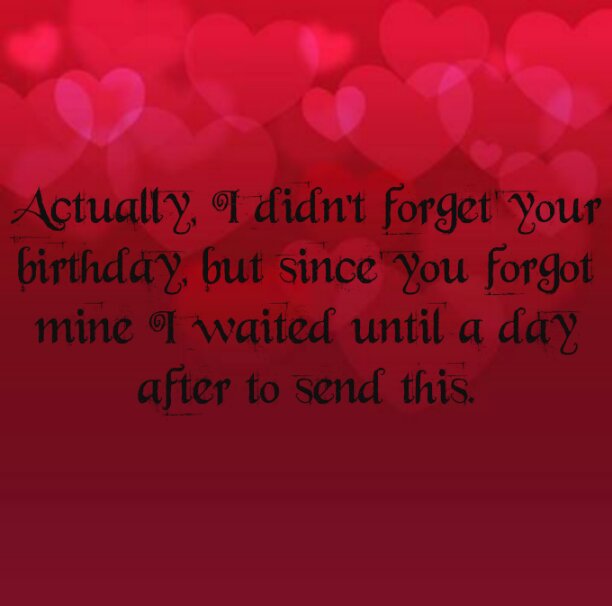 Actually, I didn't forget your
birthday, but since you forgot
mine I waited until a day
after to send this.